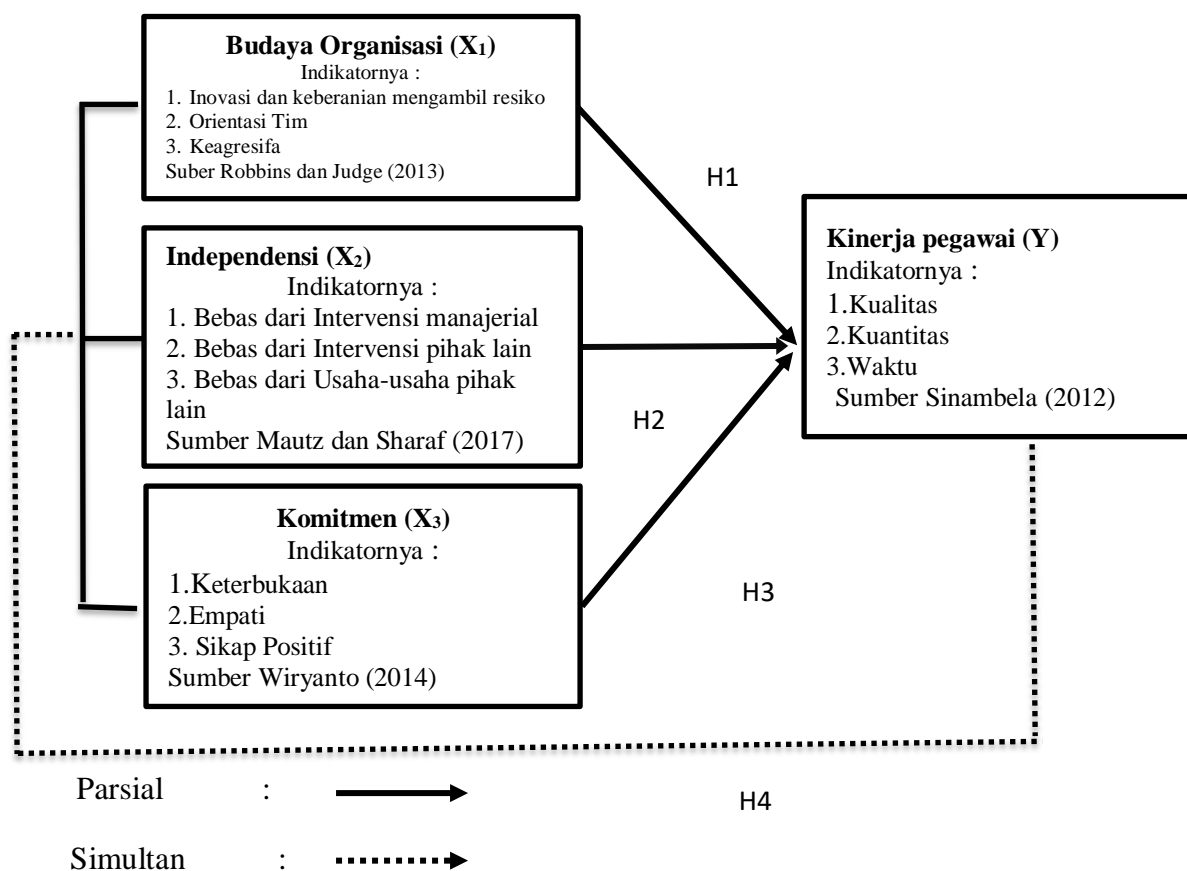 Budaya Organisasi (X₁)
Indikatornya :
1. Inovasi dan keberanian mengambil resiko
2. Orientasi Tim
3. Keagresifa
Suber Robbins dan Judge (2013)
H1
Independensi (X₂)
Indikatornya :
1. Bebas dari Intervensi manajerial
2. Bebas dari Intervensi pihak lain
3. Bebas dari Usaha-usaha pihak
lain
Sumber Mautz dan Sharaf (2017)
H2
Kinerja pegawai (Y)
Indikatornya :
1.Kualitas
2.Kuantitas
3.Waktu
Sumber Sinambela (2012)
Komitmen (X₃)
Indikatornya :
1.Keterbukaan
2.Empati
3. Sikap Positif
Sumber Wiryanto (2014)
H3
Parsial :
H4
Simultan :